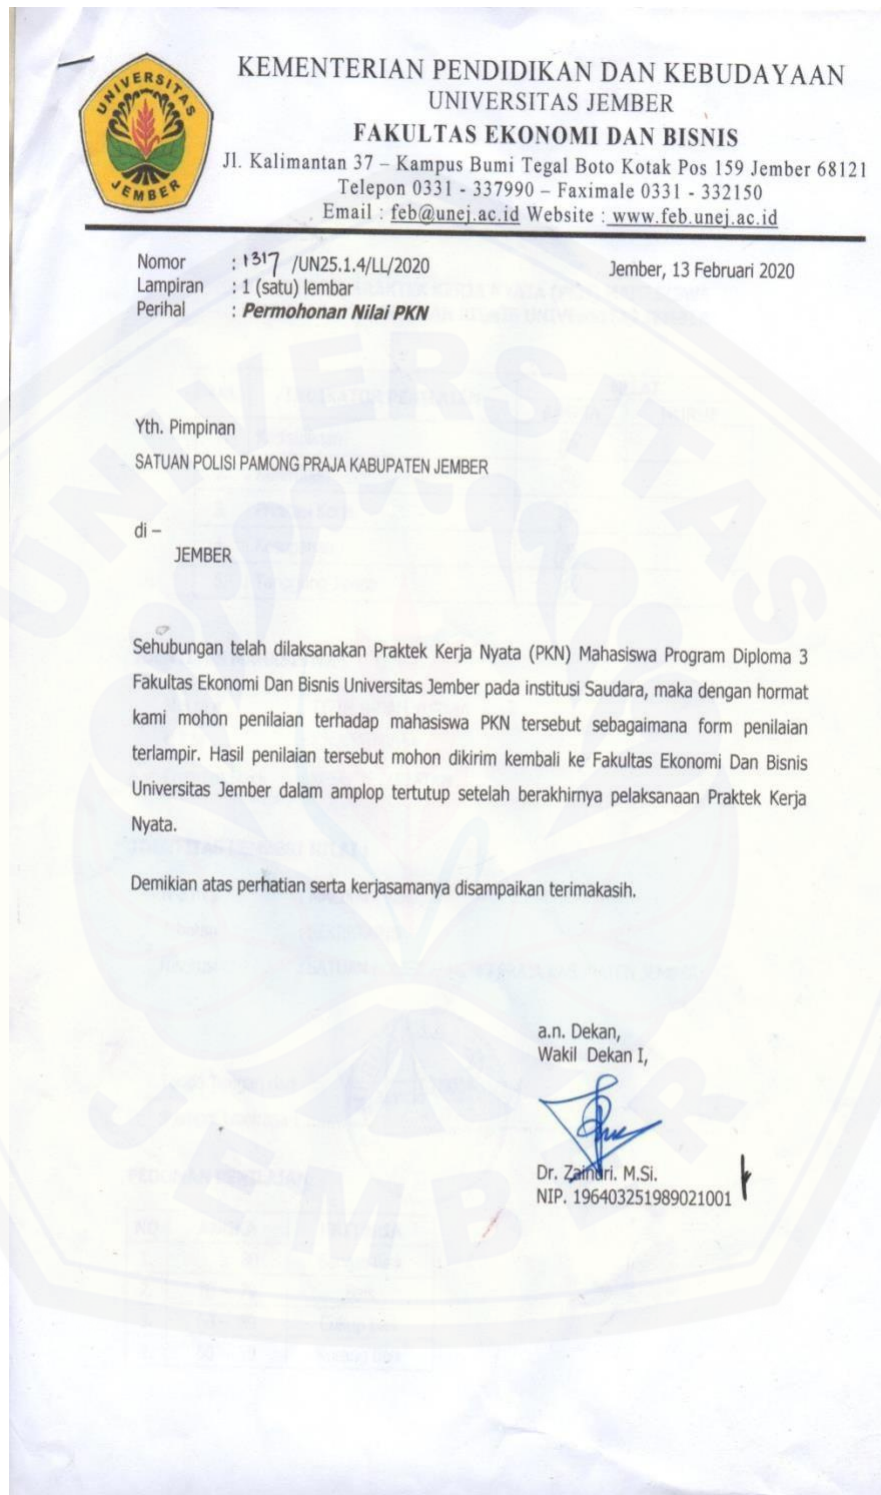 UNIVERSITAS
JEMBER
KEMENTERIAN PENDIDIKAN DAN KEBUDAYAAN
UNIVERSITAS JEMBER
FAKULTAS EKONOMI DAN BISNIS
Jl. Kalimantan 37 – Kampus Bumi Tegal Boto Kotak Pos 159 Jember 68121
Telepon 0331 - 337990 – Faximale 0331 - 332150
Email : feb@unej.ac.id Website : www.feb.unej.ac.id
Nomor : 1317 /UN25.1.4/LL/2020 Jember, 13 Februari 2020
Lampiran : 1 (satu) lembar
Perihal : Permohonan Nilai PKN
Yth. Pimpinan
SATUAN POLISI PAMONG PRAJA KABUPATEN JEMBER
di –
JEMBER
Sehubungan telah dilaksanakan Praktek Kerja Nyata (PKN) Mahasiswa Program Diploma 3
Fakultas Ekonomi Dan Bisnis Universitas Jember pada institusi Saudara, maka dengan hormat
kami mohon penilaian terhadap mahasiswa PKN tersebut sebagaimana form penilaian
terlampir. Hasil penilaian tersebut mohon dikirim kembali ke Fakultas Ekonomi Dan Bisnis
Universitas Jember dalam amplop tertutup setelah berakhirnya pelaksanaan Praktek Kerja
Nyata.
Demikian atas perhatian serta kerjasamanya disampaikan terimakasih.
a.n. Dekan,
Wakil Dekan I,
Dr. Zainuri. M.Si.
NIP. 196403251989021001
UNIVERSITAS
JEMBER